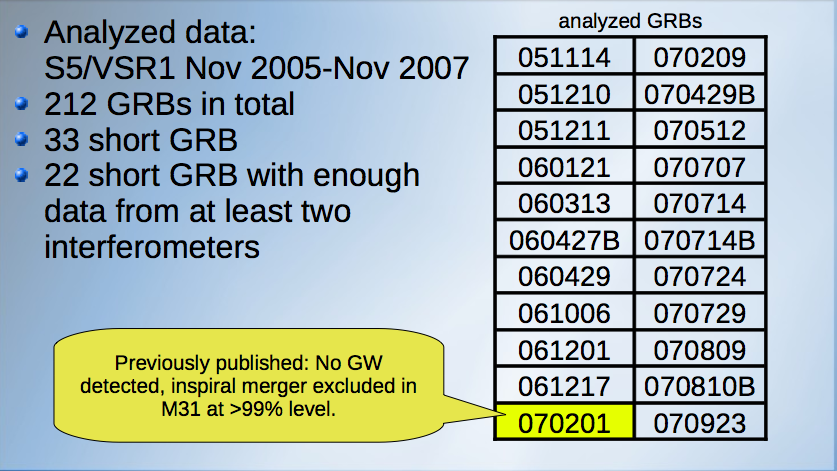 Analyzed data:
S5/VSR1 Nov 2005-Nov 2007
212 GRBs in total
33 short GRB
22 short GRB with enough
data from at least two
interferometers
analyzed GRBs
051114 070209
051210 070429B
051211 070512
060121 070707
060313 070714
060427B 070714B
060429 070724
061006 070729
061201 070809
061217 070810B
070201 070923
Previously published: No GW
detected, inspiral merger excluded in
M31 at >99% level.